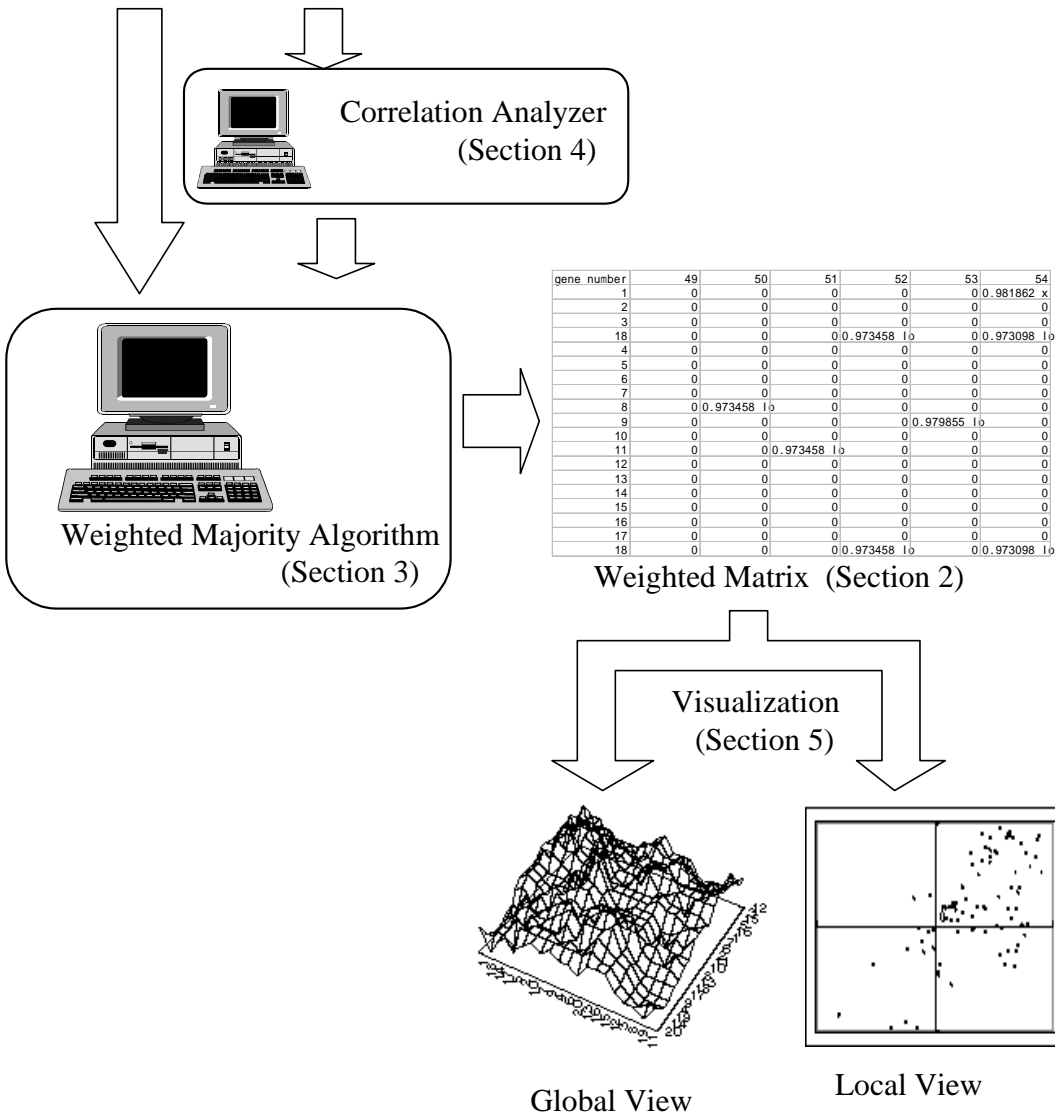 Correlation Analyzer
(Section 4)
gene number 49 50 51 52 53 54
1 0 0 0 0 0 0.981862 x
2 0 0 0 0 0 0
3 0 0 0 0 0 0
18 0 0 0 0.973458 lo 0 0.973098 lo
4 0 0 0 0 0 0
5 0 0 0 0 0 0
6 0 0 0 0 0 0
7 0 0 0 0 0 0
8 0 0.973458 lo 0 0 0 0
9 0 0 0 0 0.979855 lo 0
10 0 0 0 0 0 0
11 0 0 0.973458 lo 0 0 0
12 0 0 0 0 0 0
13 0 0 0 0 0 0
14 0 0 0 0 0 0
15 0 0 0 0 0 0
16 0 0 0 0 0 0
17 0 0 0 0 0 0
18 0 0 0 0.973458 lo 0 0.973098 lo
Weighted Majority Algorithm
(Section 3)
Weighted Matrix (Section 2)
Visualization
(Section 5)
Global View
Local View